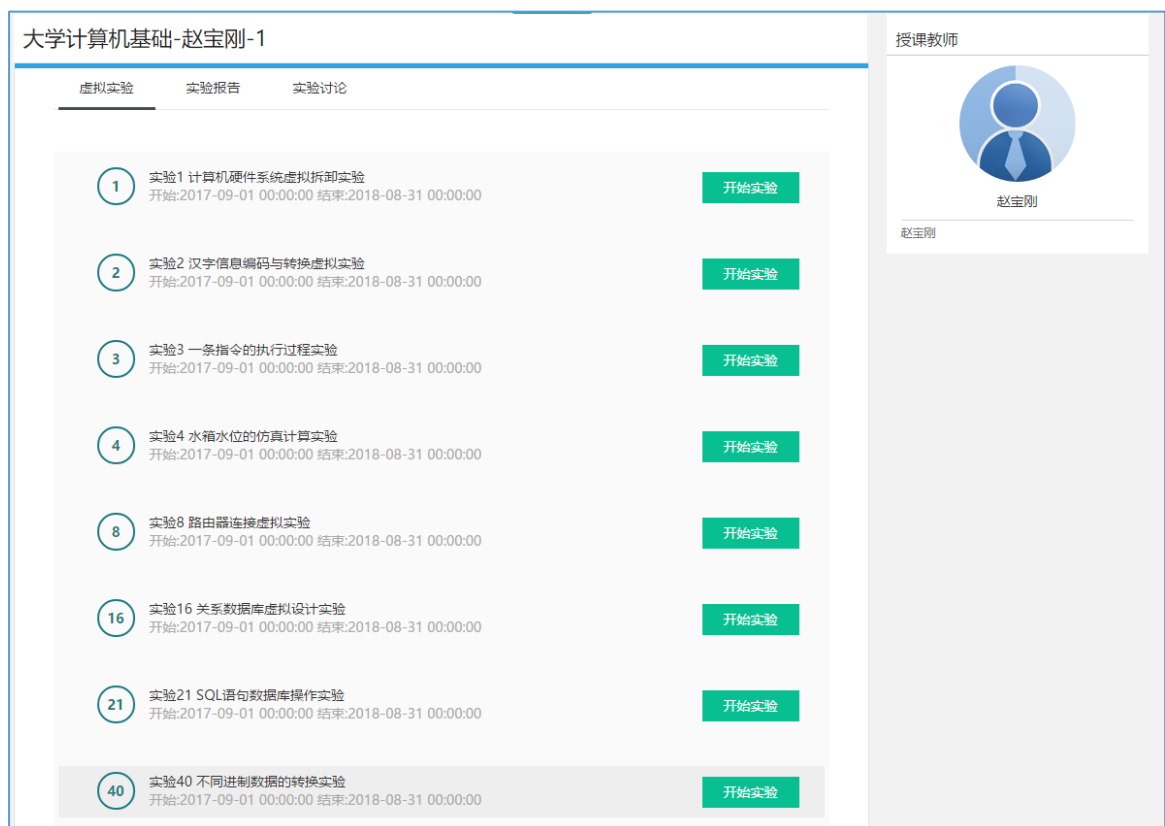 大学计算机基础-赵宝刚-1
授课教师
虚拟实验 实验报告 实验讨论
1 实验1 计算机硬件系统虚拟拆卸实验
开始:2017-09-01 00:00:00 结束:2018-08-31 00:00:00
开始实验
赵宝刚
赵宝刚
2 实验2 汉字信息编码与转换虚拟实验
开始:2017-09-01 00:00:00 结束:2018-08-31 00:00:00
开始实验
3 实验3 一条指令的执行过程实验
开始:2017-09-01 00:00:00 结束:2018-08-31 00:00:00
开始实验
4 实验4 水箱水位的仿真计算实验
开始:2017-09-01 00:00:00 结束:2018-08-31 00:00:00
开始实验
8 实验8 路由器连接虚拟实验
开始:2017-09-01 00:00:00 结束:2018-08-31 00:00:00
开始实验
16 实验16 关系数据库虚拟设计实验
开始:2017-09-01 00:00:00 结束:2018-08-31 00:00:00
开始实验
21 实验21 SQL语句数据库操作实验
开始:2017-09-01 00:00:00 结束:2018-08-31 00:00:00
开始实验
40 实验40 不同进制数据的转换实验
开始:2017-09-01 00:00:00 结束:2018-08-31 00:00:00
开始实验